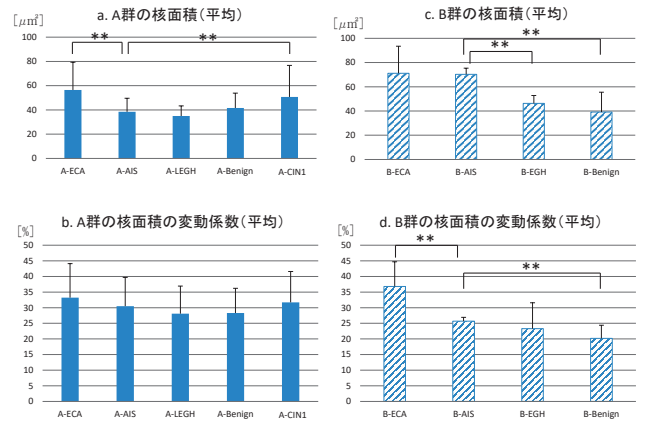 a. A群の核面積(平均)
[μ㎡]
**
**
100
80
60
40
20
0
A-ECA
A-AIS
A-LEGH
A-Benign
A-CIN1
c. B群の核面積(平均)
[μ㎡]
**
**
100
80
60
40
20
0
B-ECA
B-AIS
B-EGH
B-Benign
b. A群の核面積の変動係数(平均)
[%]
50
45
40
35
30
25
20
15
10
5
0
A-ECA
A-AIS
A-LEGH
A-Benign
A-CIN1
d. B群の核面積の変動係数(平均)
[%]
**
**
50
45
40
35
30
25
20
15
10
5
0
B-ECA
B-AIS
B-EGH
B-Benign